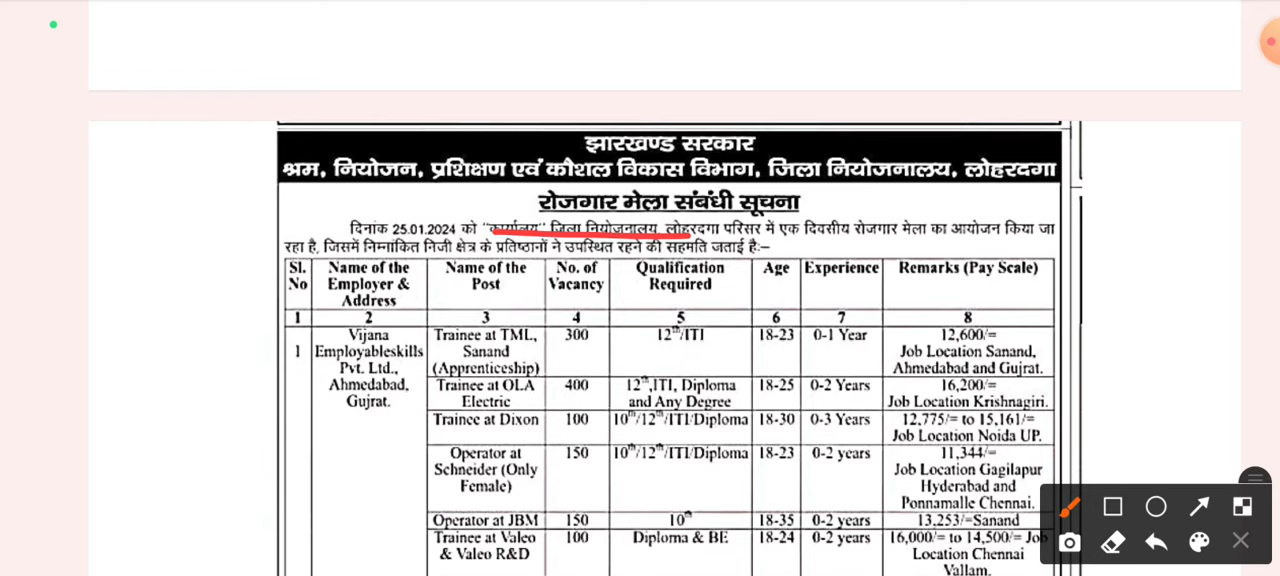 झारखण्ड सरकार
श्रम, नियोजन, प्रशिक्षण एवं कौशल विकास विभाग, जिला नियोजनालय, लोहरदगा
रोजगार मेला संबंधी सूचना
दिनांक 25.01.2024 को "कार्यालय" जिला नियोजनालय, लोहरदगा परिसर में एक दिवसीय रोजगार मेला का आयोजन किया जा
रहा है, जिसमें निम्नांकित निजी क्षेत्र के प्रतिष्ठानों ने उपस्थित रहने की सहमति जताई है:–
Sl. No | Name of the Employer & Address | Name of the Post | No. of Vacancy | Qualification Required | Age | Experience | Remarks (Pay Scale)
1 | 2 | 3 | 4 | 5 | 6 | 7 | 8
1 | Vijana Employableskills Pvt. Ltd., Ahmedabad, Gujrat. | Trainee at TML, Sanand (Apprenticeship) | 300 | 12th/ITI | 18-23 | 0-1 Year | 12,600/= Job Location Sanand, Ahmedabad and Gujrat.
Trainee at OLA Electric | 400 | 12th,ITI, Diploma and Any Degree | 18-25 | 0-2 Years | 16,200/= Job Location Krishnagiri.
Trainee at Dixon | 100 | 10th/12th/ITI/Diploma | 18-30 | 0-3 Years | 12,775/= to 15,161/= Job Location Noida UP.
Operator at Schneider (Only Female) | 150 | 10th/12th/ITI/Diploma | 18-23 | 0-2 years | 11,344/= Job Location Gagilapur Hyderabad and Ponnamalle Chennai.
Operator at JBM | 150 | 10th | 18-35 | 0-2 years | 13,253/=Sanand
Trainee at Valeo & Valeo R&D | 100 | Diploma & BE | 18-24 | 0-2 years | 16,000/= to 14,500/= Job Location Chennai Vallam.